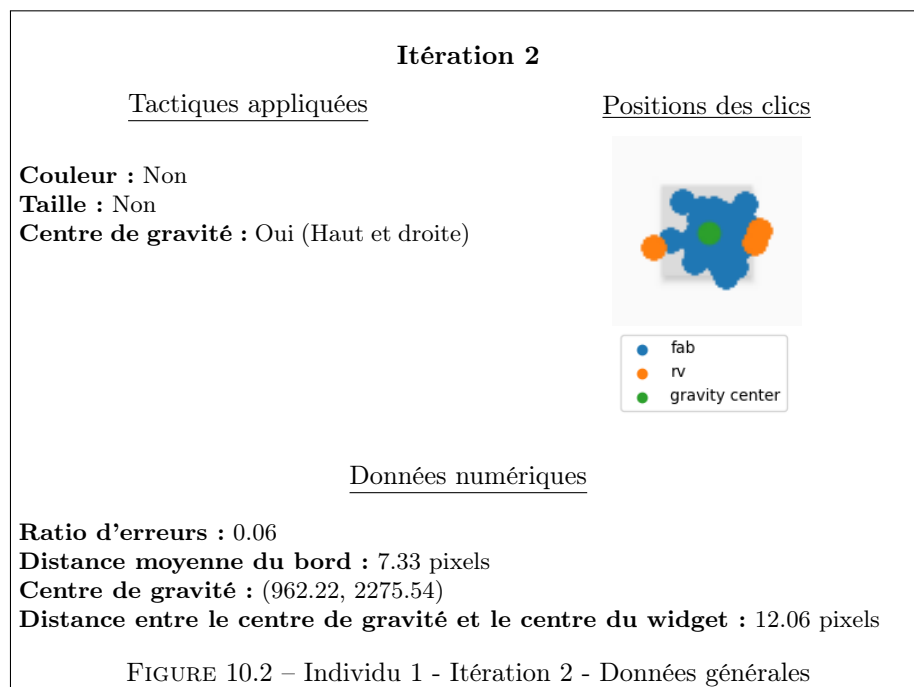 Itération 2
Tactiques appliquées
Positions des clics
Couleur : Non
Taille : Non
Centre de gravité : Oui (Haut et droite)
fab
rv
gravity center
Données numériques
Ratio d'erreurs : 0.06
Distance moyenne du bord : 7.33 pixels
Centre de gravité : (962.22, 2275.54)
Distance entre le centre de gravité et le centre du widget : 12.06 pixels
FIGURE 10.2 – Individu 1 - Itération 2 - Données générales